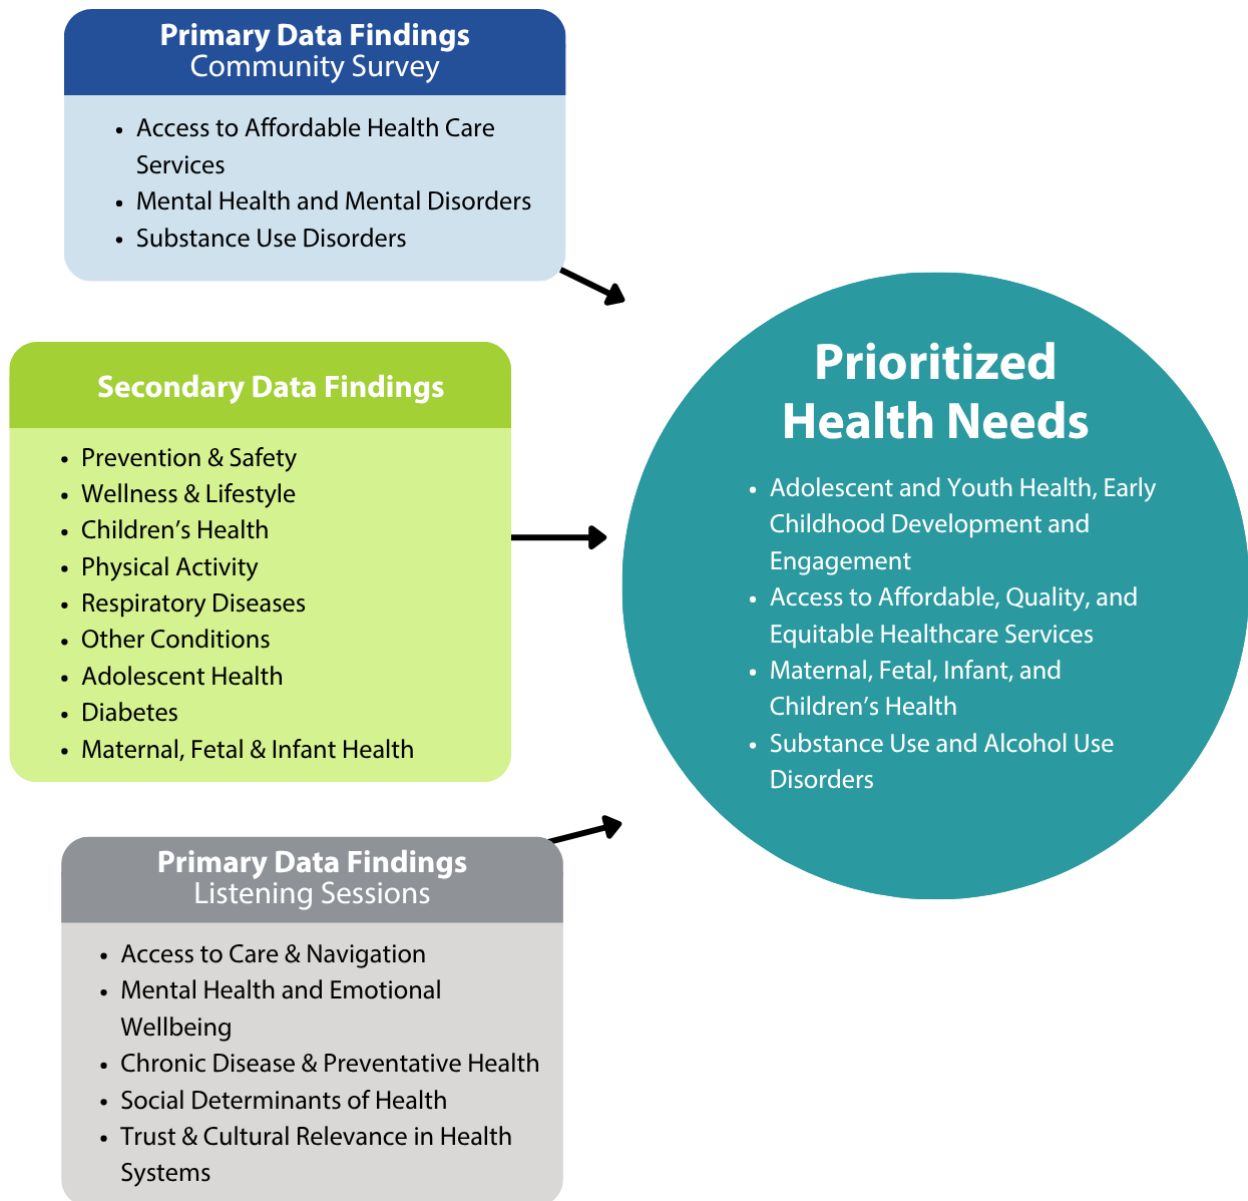 Primary Data Findings
Community Survey
• Access to Affordable Health Care
Services
• Mental Health and Mental Disorders
• Substance Use Disorders
Secondary Data Findings
• Prevention & Safety
• Wellness & Lifestyle
• Children’s Health
• Physical Activity
• Respiratory Diseases
• Other Conditions
• Adolescent Health
• Diabetes
• Maternal, Fetal & Infant Health
Primary Data Findings
Listening Sessions
• Access to Care & Navigation
• Mental Health and Emotional
Wellbeing
• Chronic Disease & Preventative Health
• Social Determinants of Health
• Trust & Cultural Relevance in Health
Systems
Prioritized
Health Needs
• Adolescent and Youth Health, Early
Childhood Development and
Engagement
• Access to Affordable, Quality, and
Equitable Healthcare Services
• Maternal, Fetal, Infant, and
Children’s Health
• Substance Use and Alcohol Use
Disorders